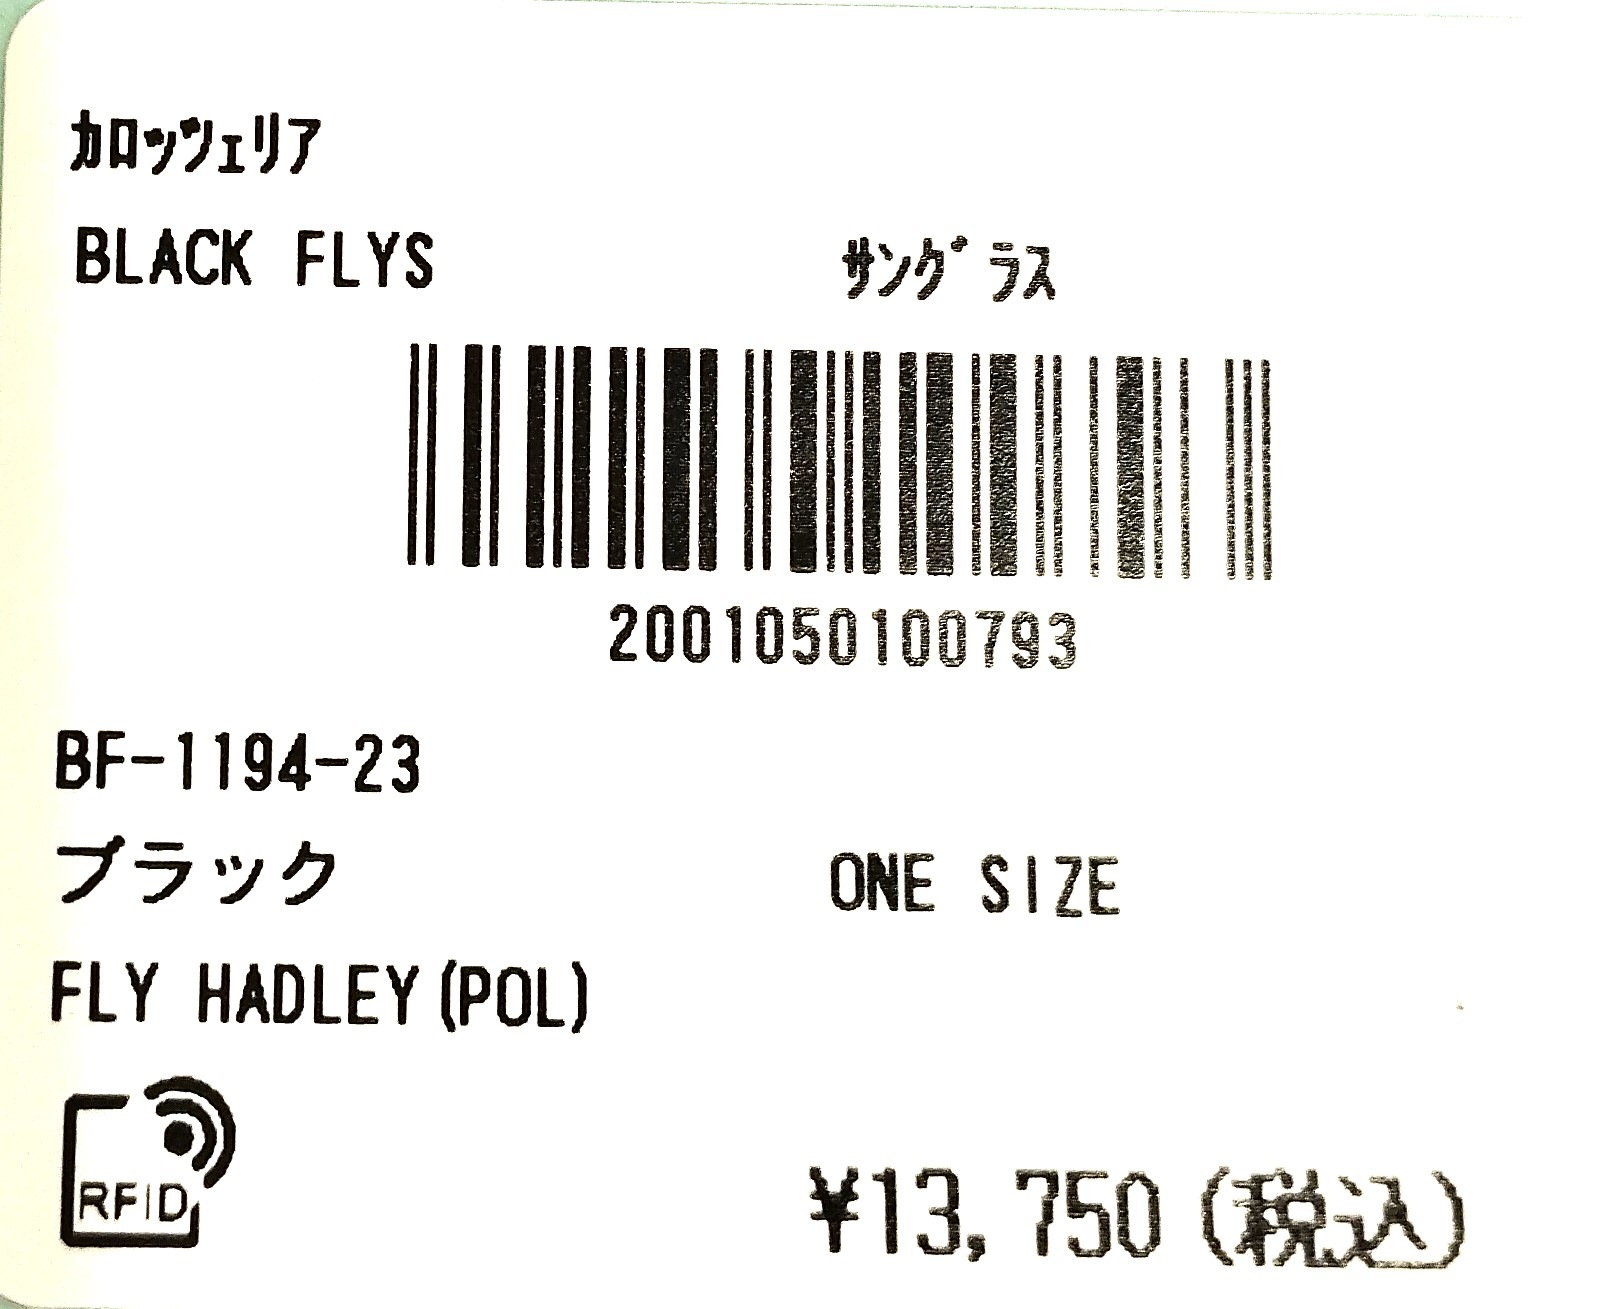 ｶﾛｯﾂｪﾘｱ
BLACK FLYS ｻﾝｸﾞﾗｽ
2001050100793
BF-1194-23
ブラック ONE SIZE
FLY HADLEY(POL)
RFID
¥13,750(税込)